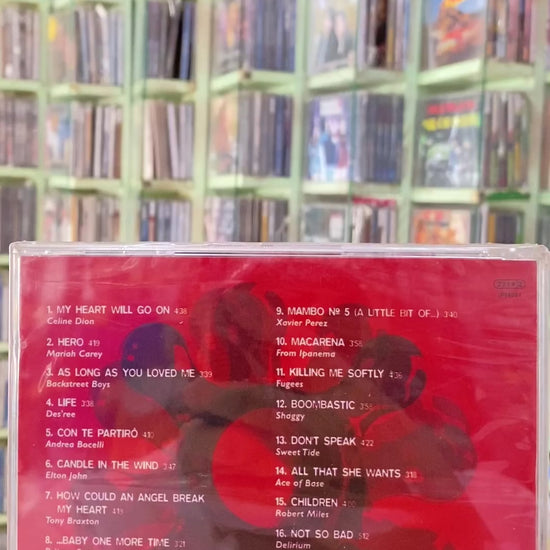 1. MY HEART WILL GO ON 4:38
Celine Dion
2. HERO 4:19
Mariah Carey
3. AS LONG AS YOU LOVED ME 3:39
Backstreet Boys
4. LIFE 3:38
Des'ree
5. CON TE PARTIRÓ 4:10
Andrea Bocelli
6. CANDLE IN THE WIND 3:47
Elton John
7. HOW COULD AN ANGEL BREAK
MY HEART 4:19
Tony Braxton
8. ...BABY ONE MORE TIME 3:21
9. MAMBO Nº 5 (A LITTLE BIT OF...) 3:40
Xavier Perez
10. MACARENA 3:58
From Ipanema
11. KILLING ME SOFTLY 4:36
Fugees
12. BOOMBASTIC 3:58
Shaggy
13. DON'T SPEAK 4:22
Sweet Tide
14. ALL THAT SHE WANTS 3:18
Ace of Base
15. CHILDREN
Robert Miles
16. NOT SO BAD 5:12
Delirium